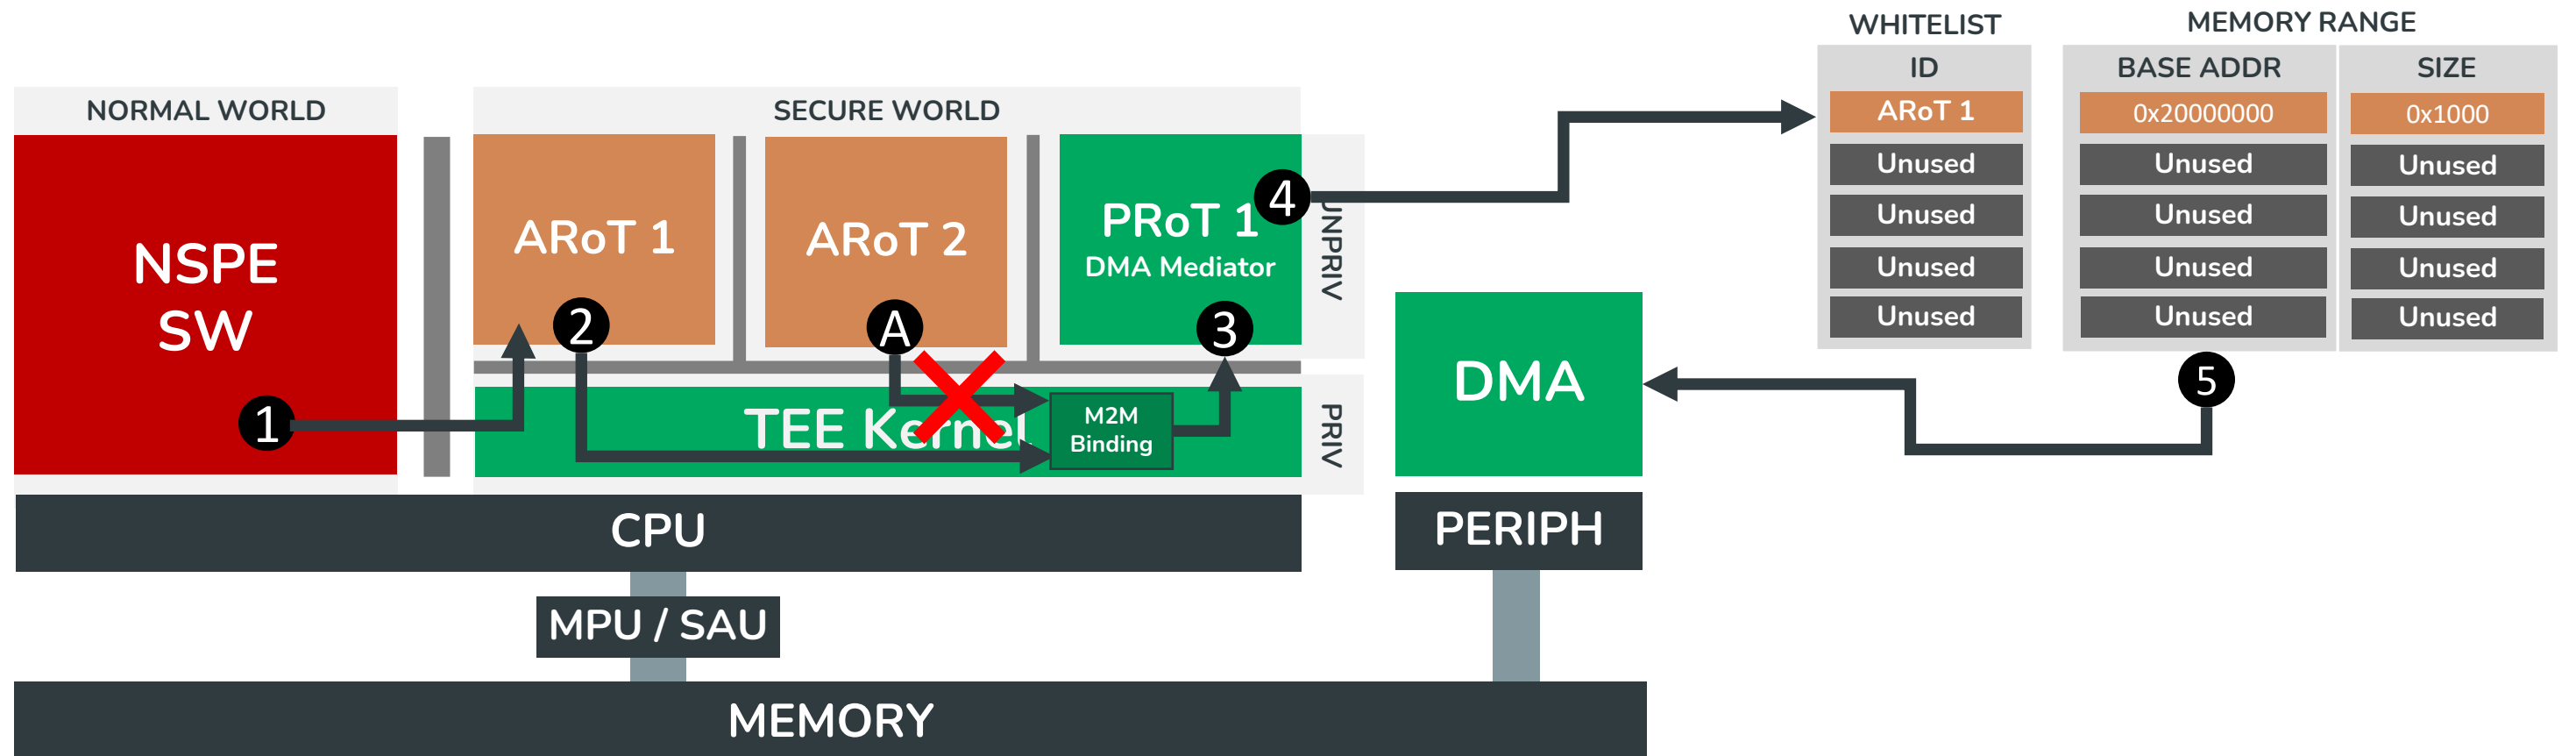 NORMAL WORLD
NSPE
SW
1
SECURE WORLD
ARoT 1
2
ARoT 2
A
PRoT 1
DMA Mediator
3
4
UNPRIV
TEE Kernel
M2M
Binding
PRIV
CPU
MPU / SAU
MEMORY
DMA
PERIPH
WHITELIST
ID
ARoT 1
Unused
Unused
Unused
Unused
MEMORY RANGE
BASE ADDR SIZE
0x20000000 0x1000
Unused Unused
Unused Unused
Unused Unused
Unused Unused
5